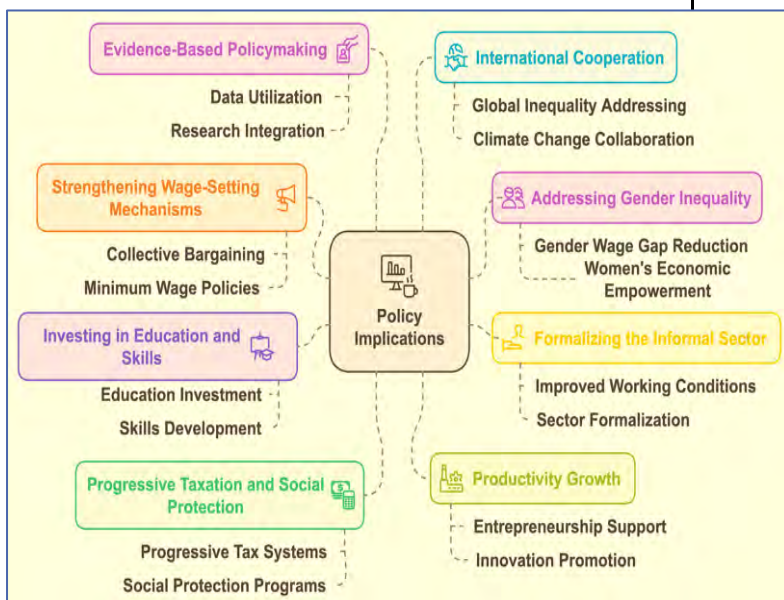 Evidence-Based Policymaking
Data Utilization
Research Integration
Strengthening Wage-Setting
Mechanisms
Collective Bargaining
Minimum Wage Policies
Investing in Education and
Skills
Education Investment
Skills Development
Progressive Taxation and Social
Protection
Progressive Tax Systems
Social Protection Programs
Policy
Implications
International Cooperation
Global Inequality Addressing
Climate Change Collaboration
Addressing Gender Inequality
Gender Wage Gap Reduction
Women's Economic
Empowerment
Formalizing the Informal Sector
Improved Working Conditions
Sector Formalization
Productivity Growth
Entrepreneurship Support
Innovation Promotion